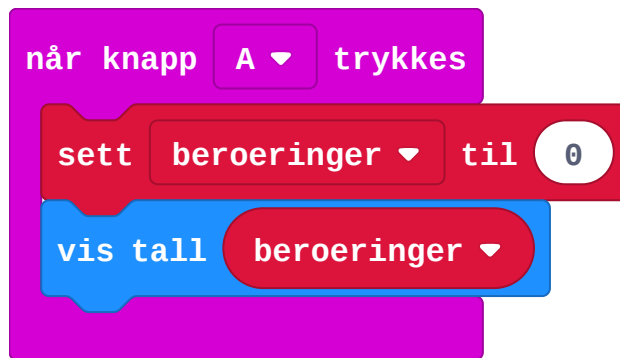 når knapp A trykkes
sett beroeringer til 0
vis tall beroeringer